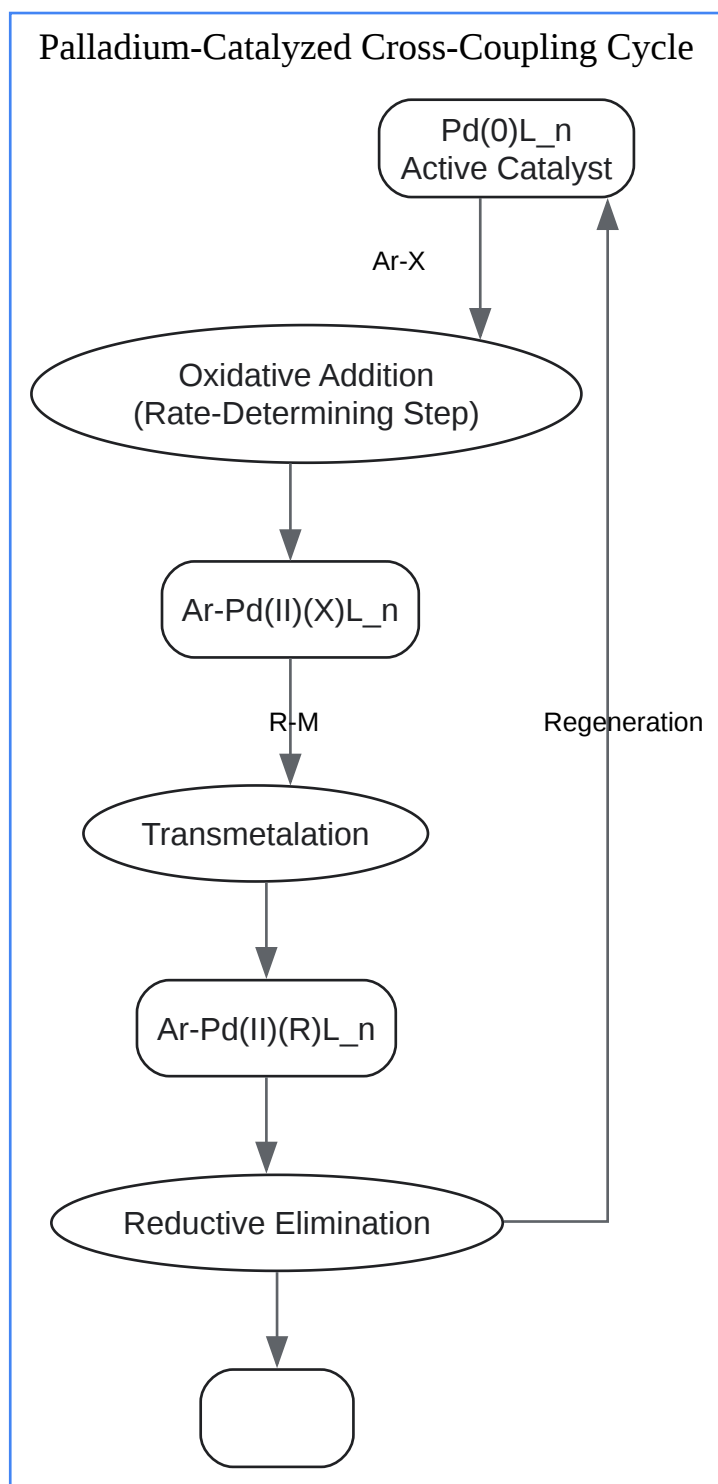 Palladium-Catalyzed Cross-Coupling Cycle
Pd(0)L_n
Active Catalyst
Ar-X
Oxidative Addition
(Rate-Determining Step)
Ar-Pd(II)(X)L_n
R-M
Regeneration
Transmetalation
Ar-Pd(II)(R)L_n
Reductive Elimination